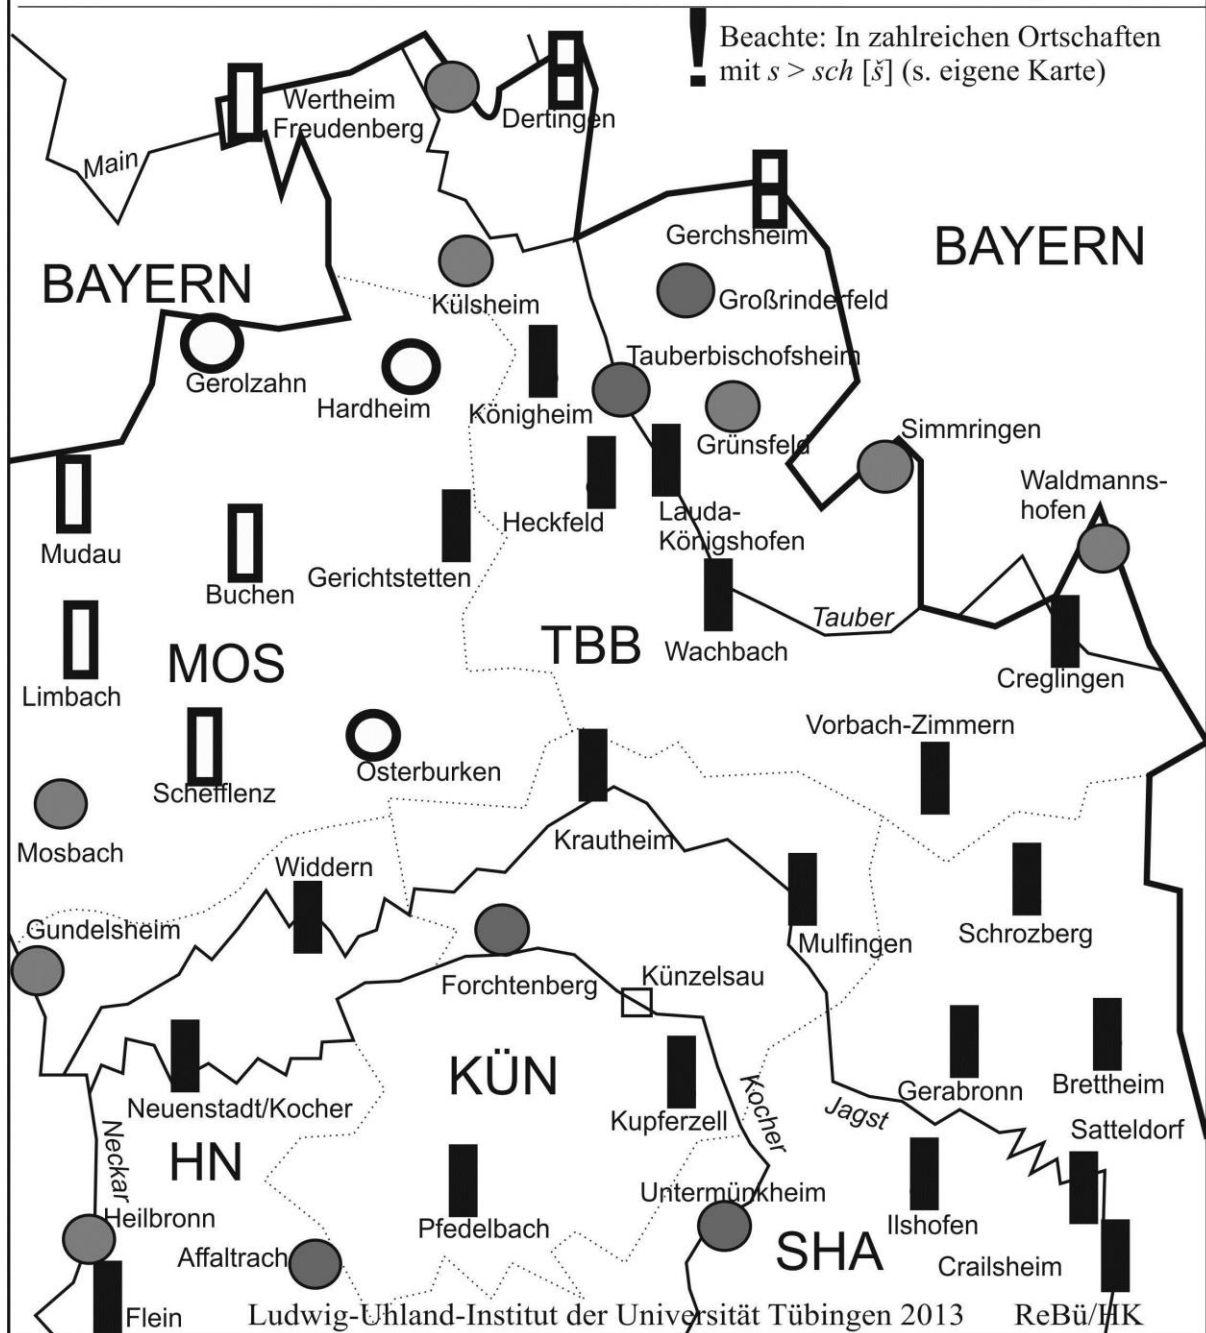 Beachte: In zahlreichen Ortschaften
mit s > sch [š] (s. eigene Karte)
Wertheim
Freudenberg
Dertingen
Main
Gerchsheim
BAYERN
BAYERN
Külsheim
Großrinderfeld
Gerolzahn
Hardheim
Königheim
Tauberbischofsheim
Grünsfeld
Simmringen
Waldmanns-
hofen
Mudau
Buchen
Gerichtstetten
Heckfeld
Lauda-
Königshofen
Tauber
Limbach
MOS
TBB
Wachbach
Creglingen
Schefflenz
Osterburken
Vorbach-Zimmern
Mosbach
Widdern
Krautheim
Gundelsheim
Mulfingen
Schrozberg
Forchtenberg
Künzelsau
Neuenstadt/Kocher
KÜN
Kupferzell
Kocher
Jagst
Gerabronn
Brettheim
Satteldorf
Neckar
HN
Heilbronn
Affaltrach
Pfedelbach
Untermünkheim
SHA
Ilshofen
Crailsheim
Flein
Ludwig-Uhland-Institut der Universität Tübingen 2013 ReBü/HK